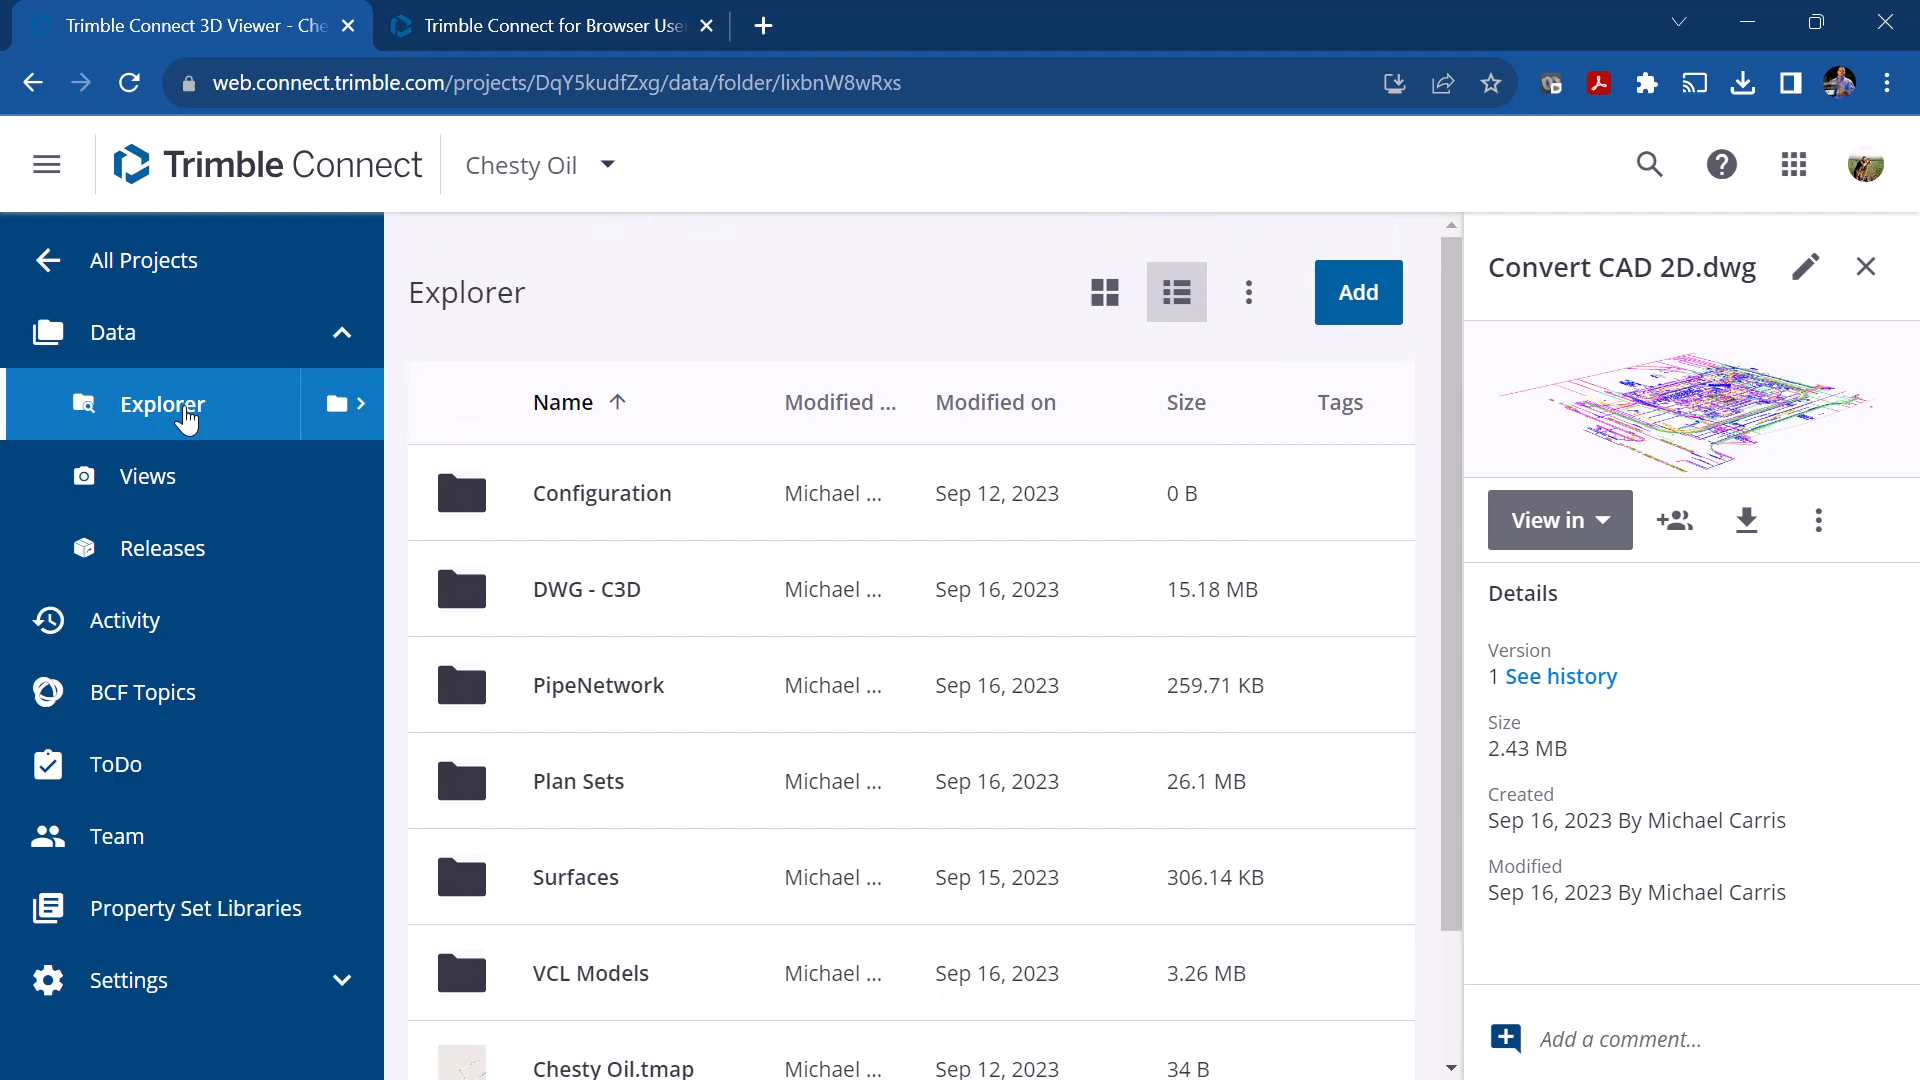 Trimble Connect 3D Viewer - Che
Trimble Connect for Browser Use
web.connect.trimble.com/projects/DqY5kudfZxg/data/folder/lixbnW8wRxs
Trimble Connect
Chesty Oil
All Projects
Data
Explorer
Views
Releases
Activity
BCF Topics
ToDo
Team
Property Set Libraries
Settings
Explorer
Add
Name Modified ... Modified on Size Tags
Configuration Michael ... Sep 12, 2023 0 B
DWG - C3D Michael ... Sep 16, 2023 15.18 MB
PipeNetwork Michael ... Sep 16, 2023 259.71 KB
Plan Sets Michael ... Sep 16, 2023 26.1 MB
Surfaces Michael ... Sep 15, 2023 306.14 KB
VCL Models Michael ... Sep 16, 2023 3.26 MB
Chesty Oil.tmap Michael ... Sep 12, 2023 34 B
Convert CAD 2D.dwg
View in
Details
Version
1 See history
Size
2.43 MB
Created
Sep 16, 2023 By Michael Carris
Modified
Sep 16, 2023 By Michael Carris
Add a comment...